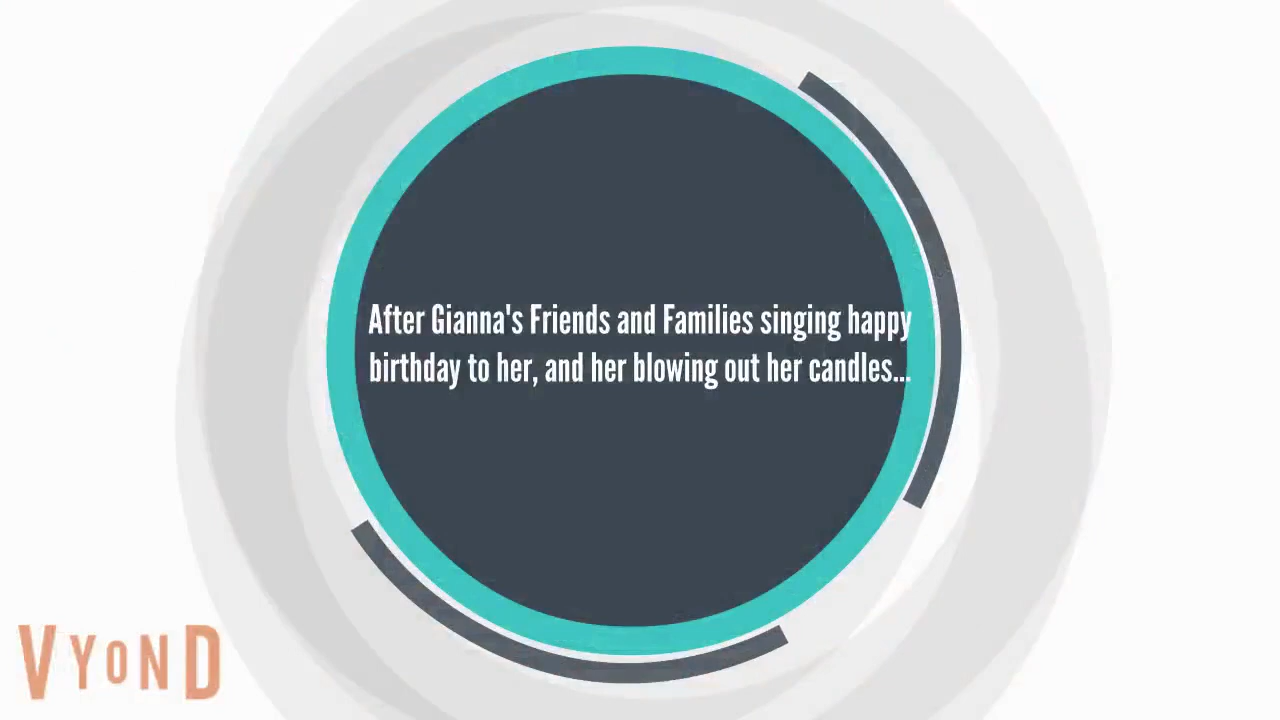 After Gianna's Friends and Families singing happy
birthday to her, and her blowing out her candles...
VYOND